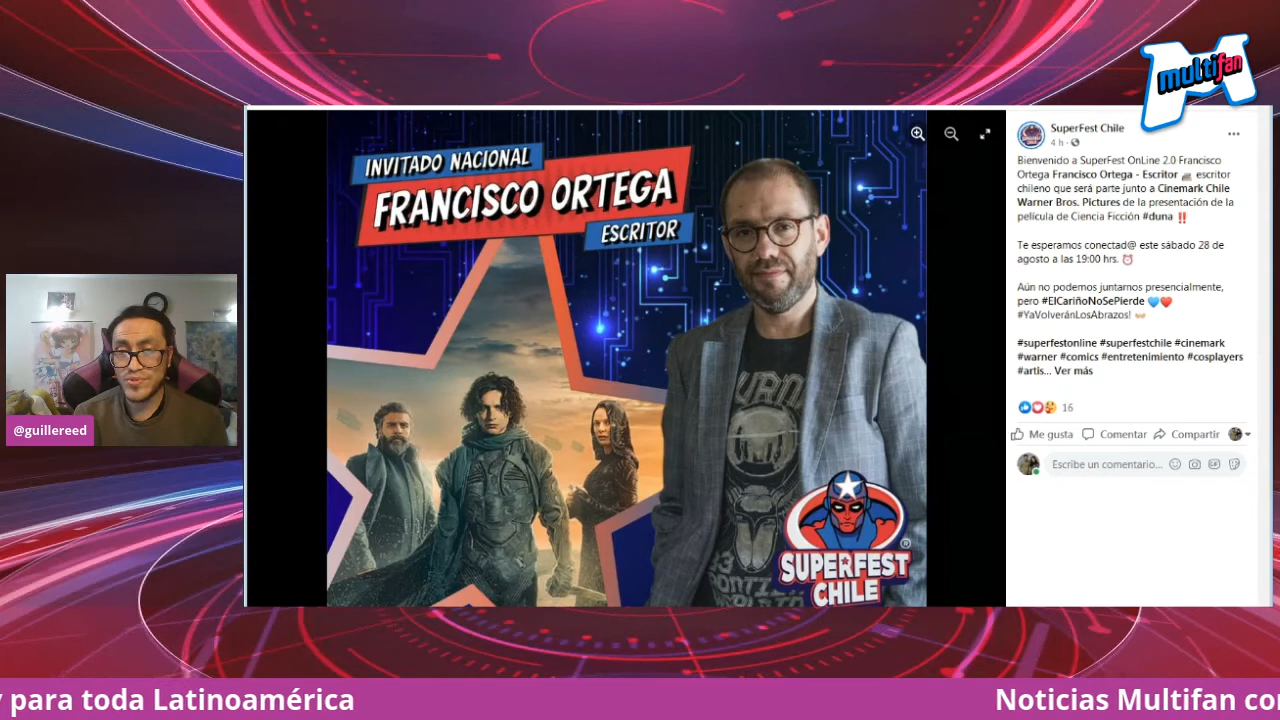 multifan
INVITADO NACIONAL
FRANCISCO ORTEGA
ESCRITOR
SUPERFEST
CHILE
®
@guillereed
SuperFest Chile
4 h ·
Bienvenido a SuperFest OnLine 2.0 Francisco
Ortega Francisco Ortega - Escritor escritor
chileno que será parte junto a Cinemark Chile
Warner Bros. Pictures de la presentación de la
película de Ciencia Ficción #duna ‼️
Te esperamos conectad@ este sábado 28 de
agosto a las 19:00 hrs. ⏰
Aún no podemos juntarnos presencialmente,
pero #ElCariñoNoSePierde 💙❤️
#YaVolveránLosAbrazos!
#superfestonline #superfestchile #cinemark
#warner #comics #entretenimiento #cosplayers
#artis... Ver más
16
Me gusta Comentar Compartir
Escribe un comentario...
para toda Latinoamérica
Noticias Multifan